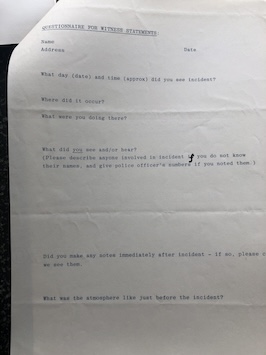 QUESTIONNAIRE FOR WITNESS STATEMENTS
Name
Address Date
What day (date) and time (approx) did you see incident?
Where did it occur?
What were you doing there?
What did you see and/or hear?
(Please describe anyone involved in incident if you do not know
their names, and give police officer's numbers if you noted them.)
Did you make any notes immediately after incident - if so, please c
we see them.
What was the atmosphere like just before the incident?